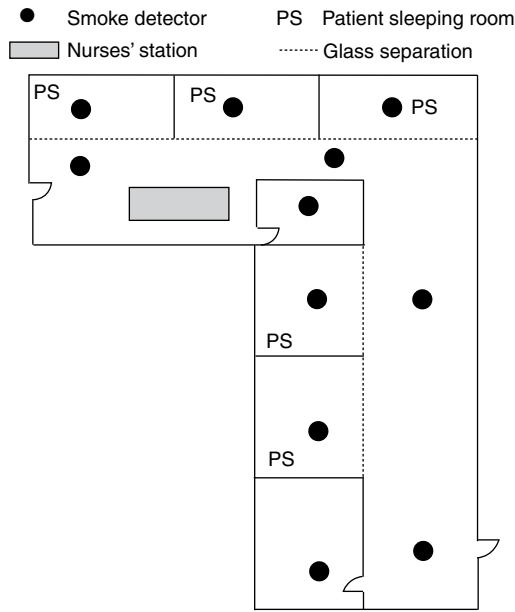 Smoke detector
PS Patient sleeping room
Nurses’ station
Glass separation
PS
PS
PS
PS
PS